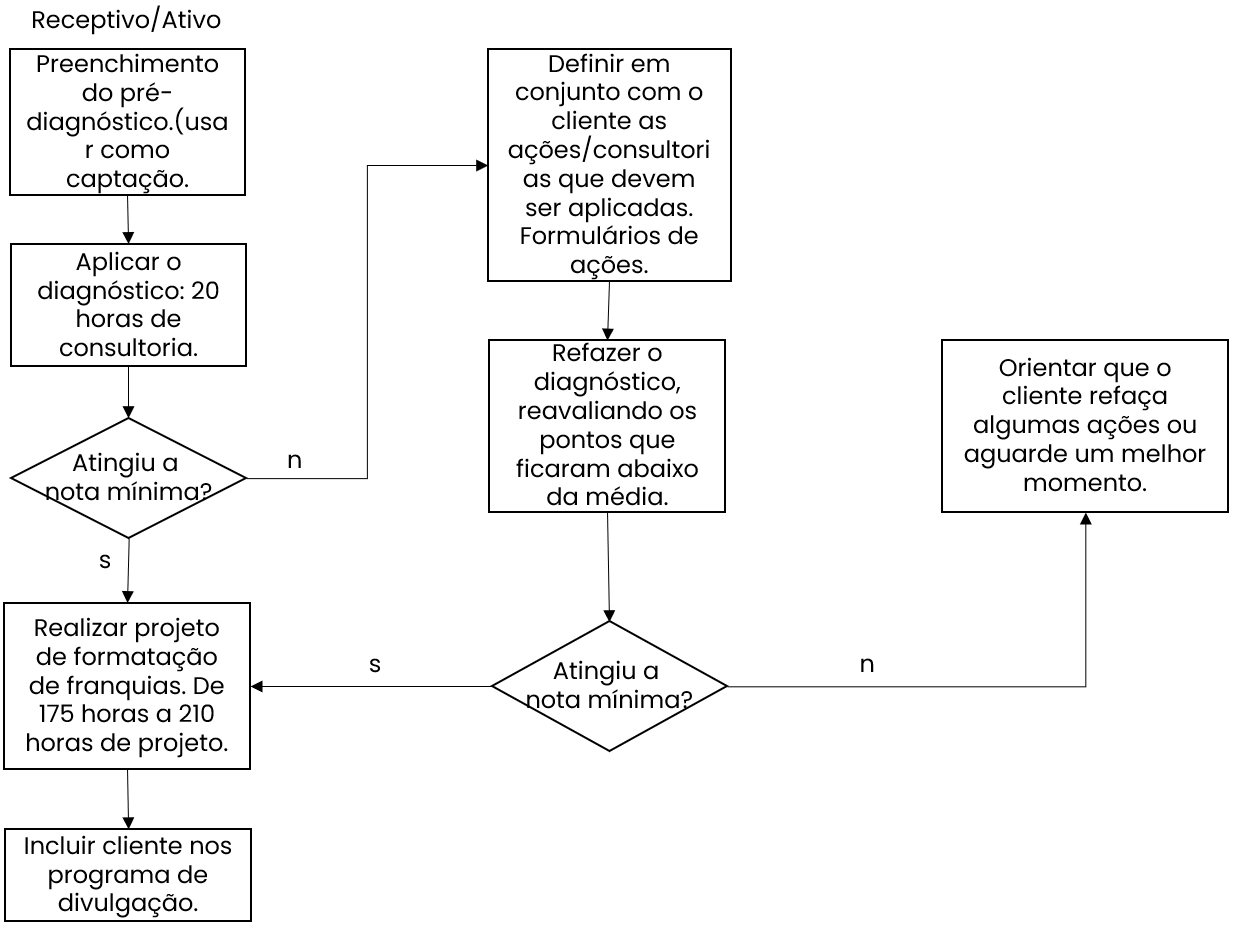 Receptivo/Ativo
Preenchimento
do pré-
diagnóstico.(usa
r como
captação.
Aplicar o
diagnóstico: 20
horas de
consultoria.
Atingiu a
nota mínima?
n
s
Realizar projeto
de formatação
de franquias. De
175 horas a 210
horas de projeto.
Incluir cliente nos
programa de
divulgação.
Definir em
conjunto com o
cliente as
ações/consultori
as que devem
ser aplicadas.
Formulários de
ações.
Refazer o
diagnóstico,
reavaliando os
pontos que
ficaram abaixo
da média.
Atingiu a
nota mínima?
s
n
Orientar que o
cliente refaça
algumas ações ou
aguarde um melhor
momento.